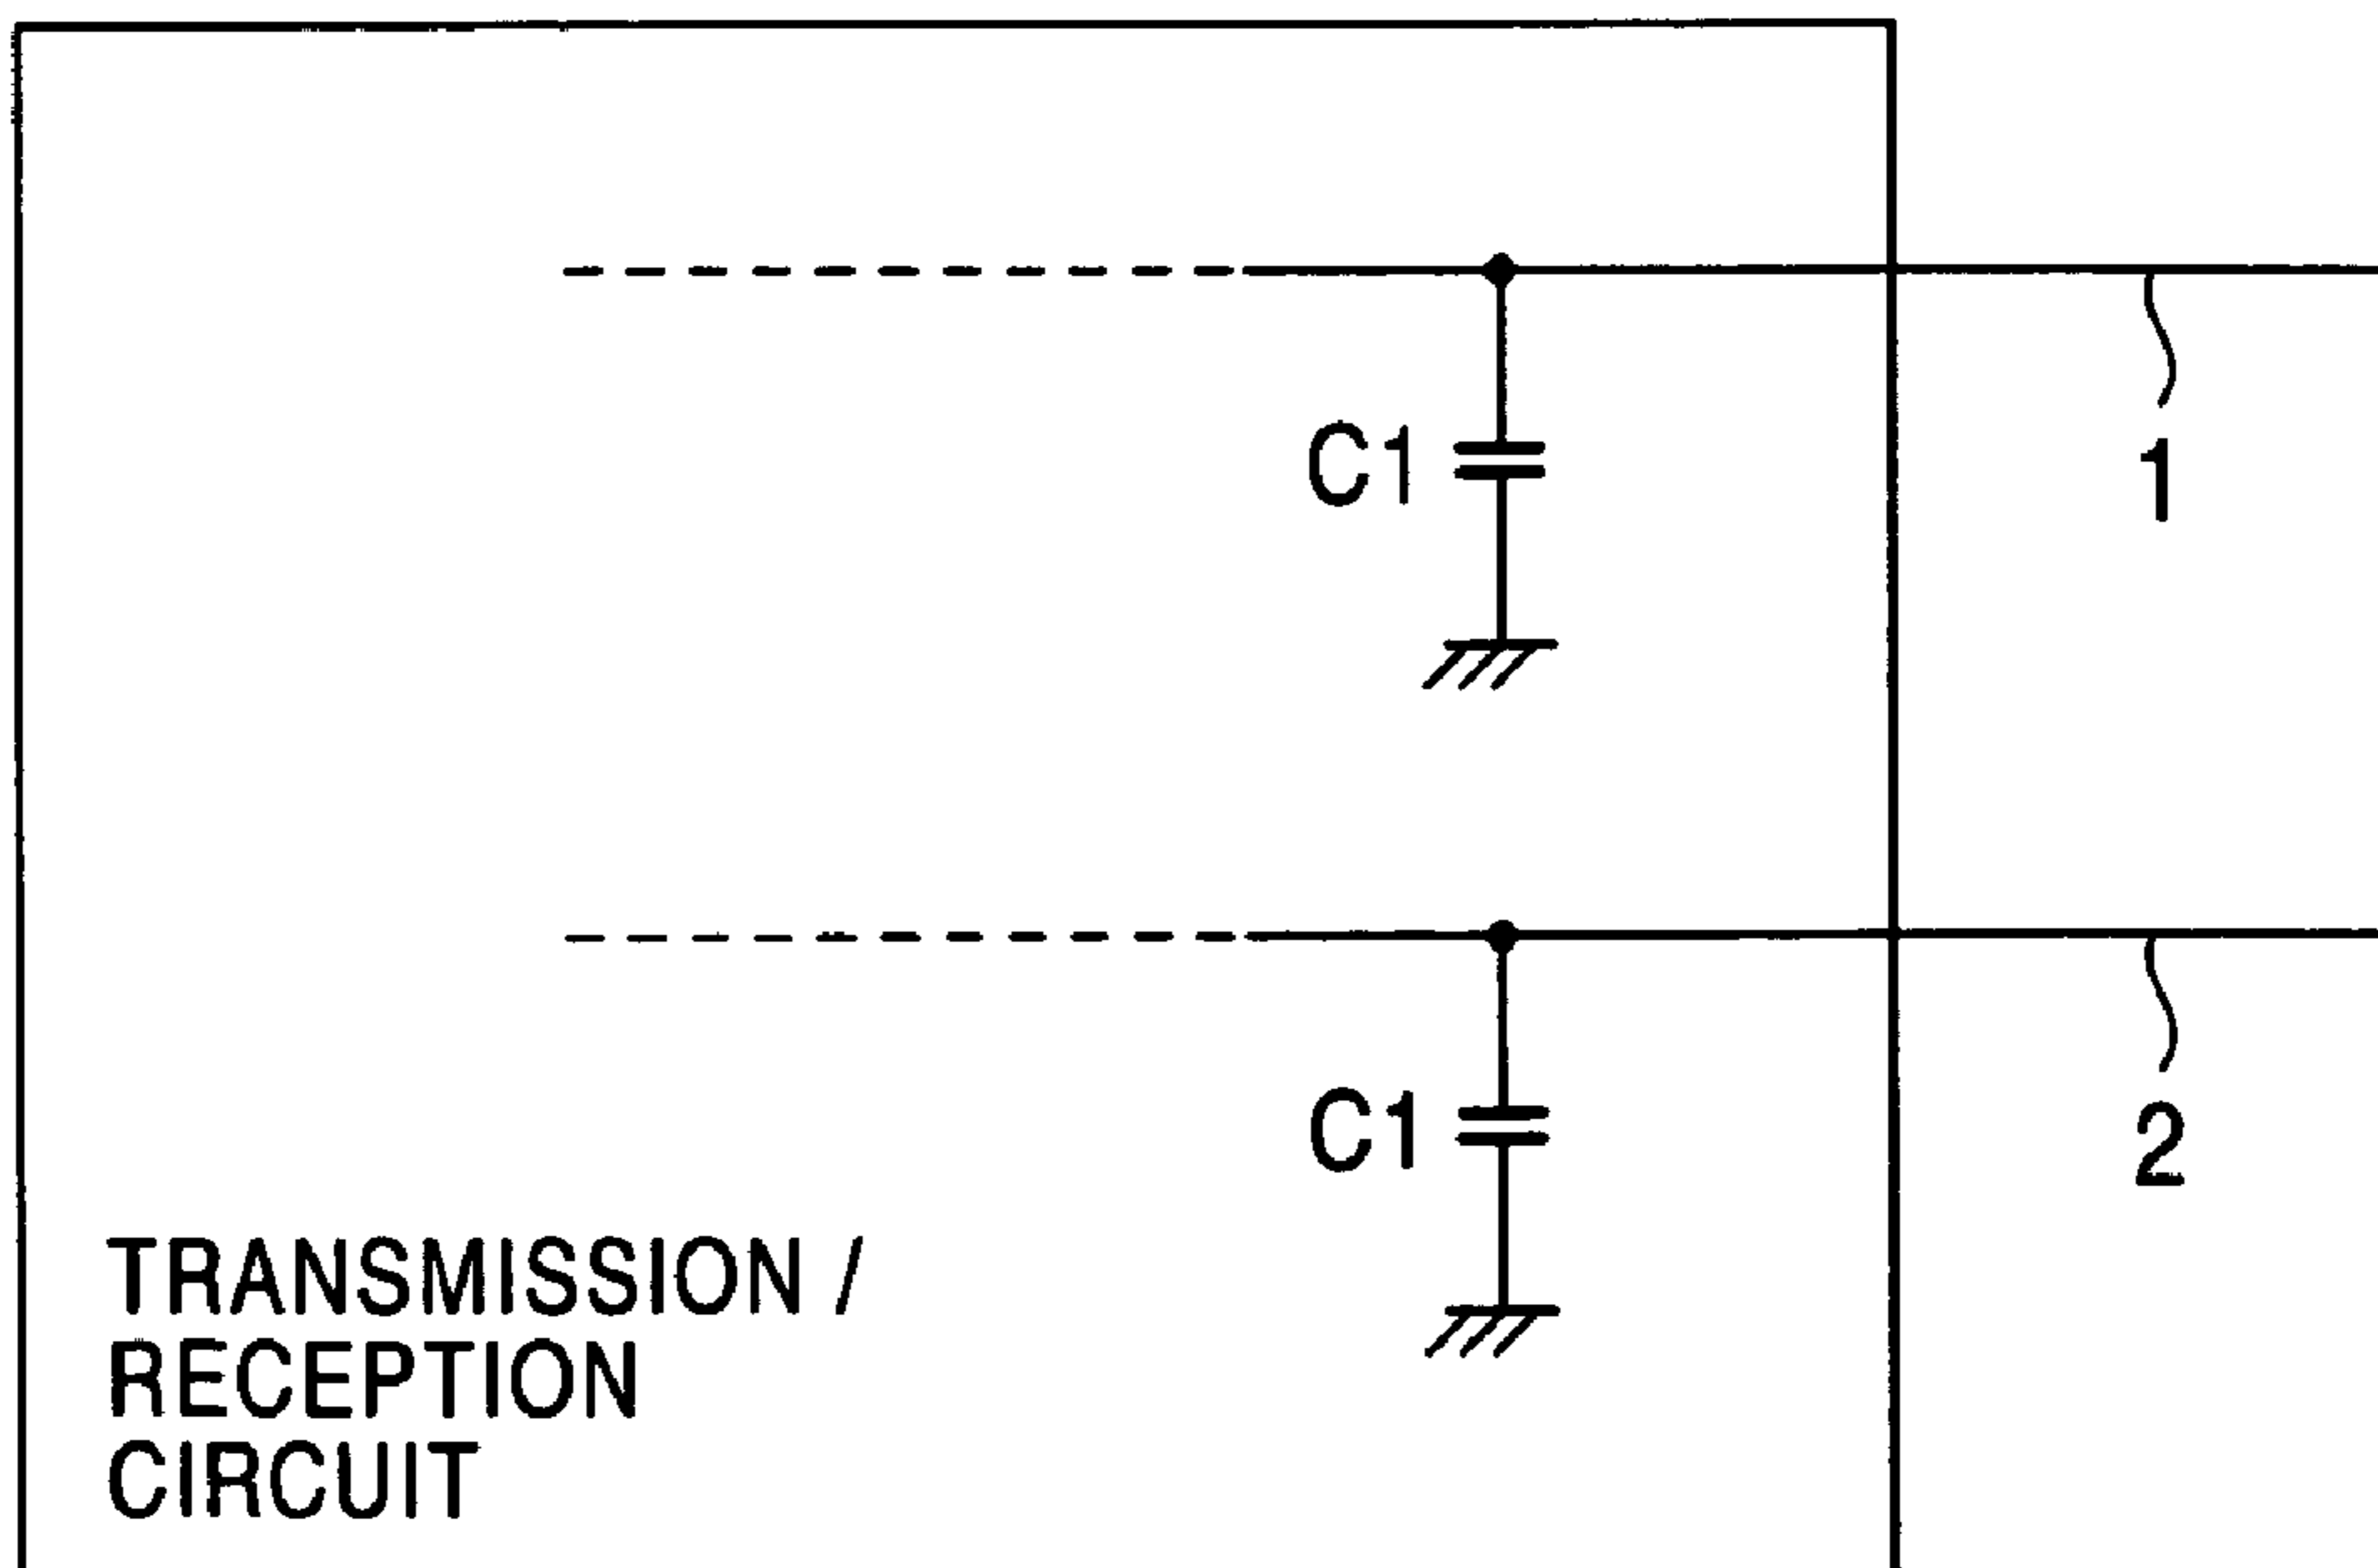 C1
1
C1
2
TRANSMISSION /
RECEPTION
CIRCUIT